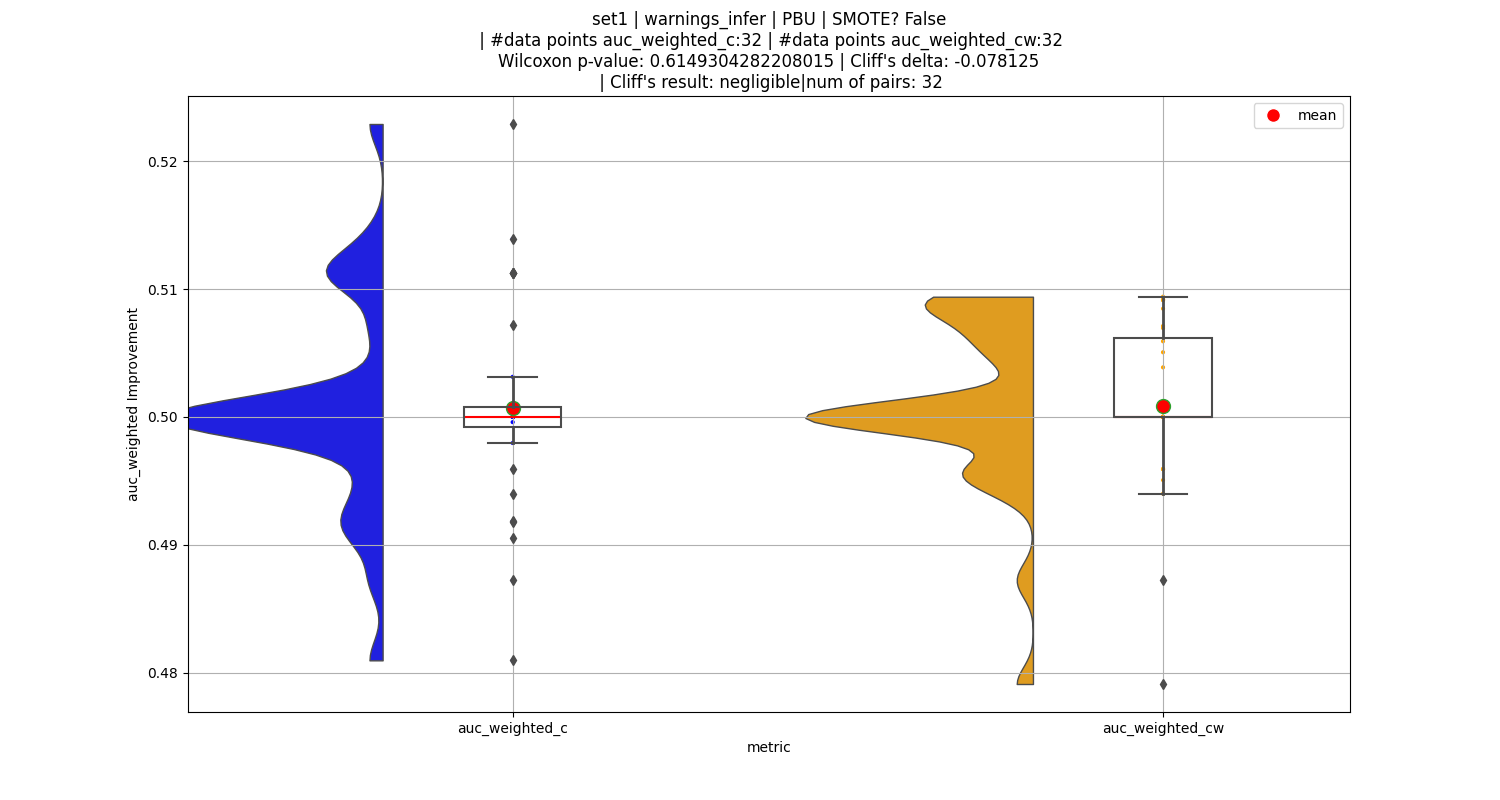 set1 | warnings_infer | PBU | SMOTE? False
| #data points auc_weighted_c:32 | #data points auc_weighted_cw:32
Wilcoxon p-value: 0.6149304282208015 | Cliff's delta: -0.078125
| Cliff's result: negligible|num of pairs: 32
mean
0.52
0.51
0.50
0.49
0.48
auc_weighted Improvement
auc_weighted_c
auc_weighted_cw
metric